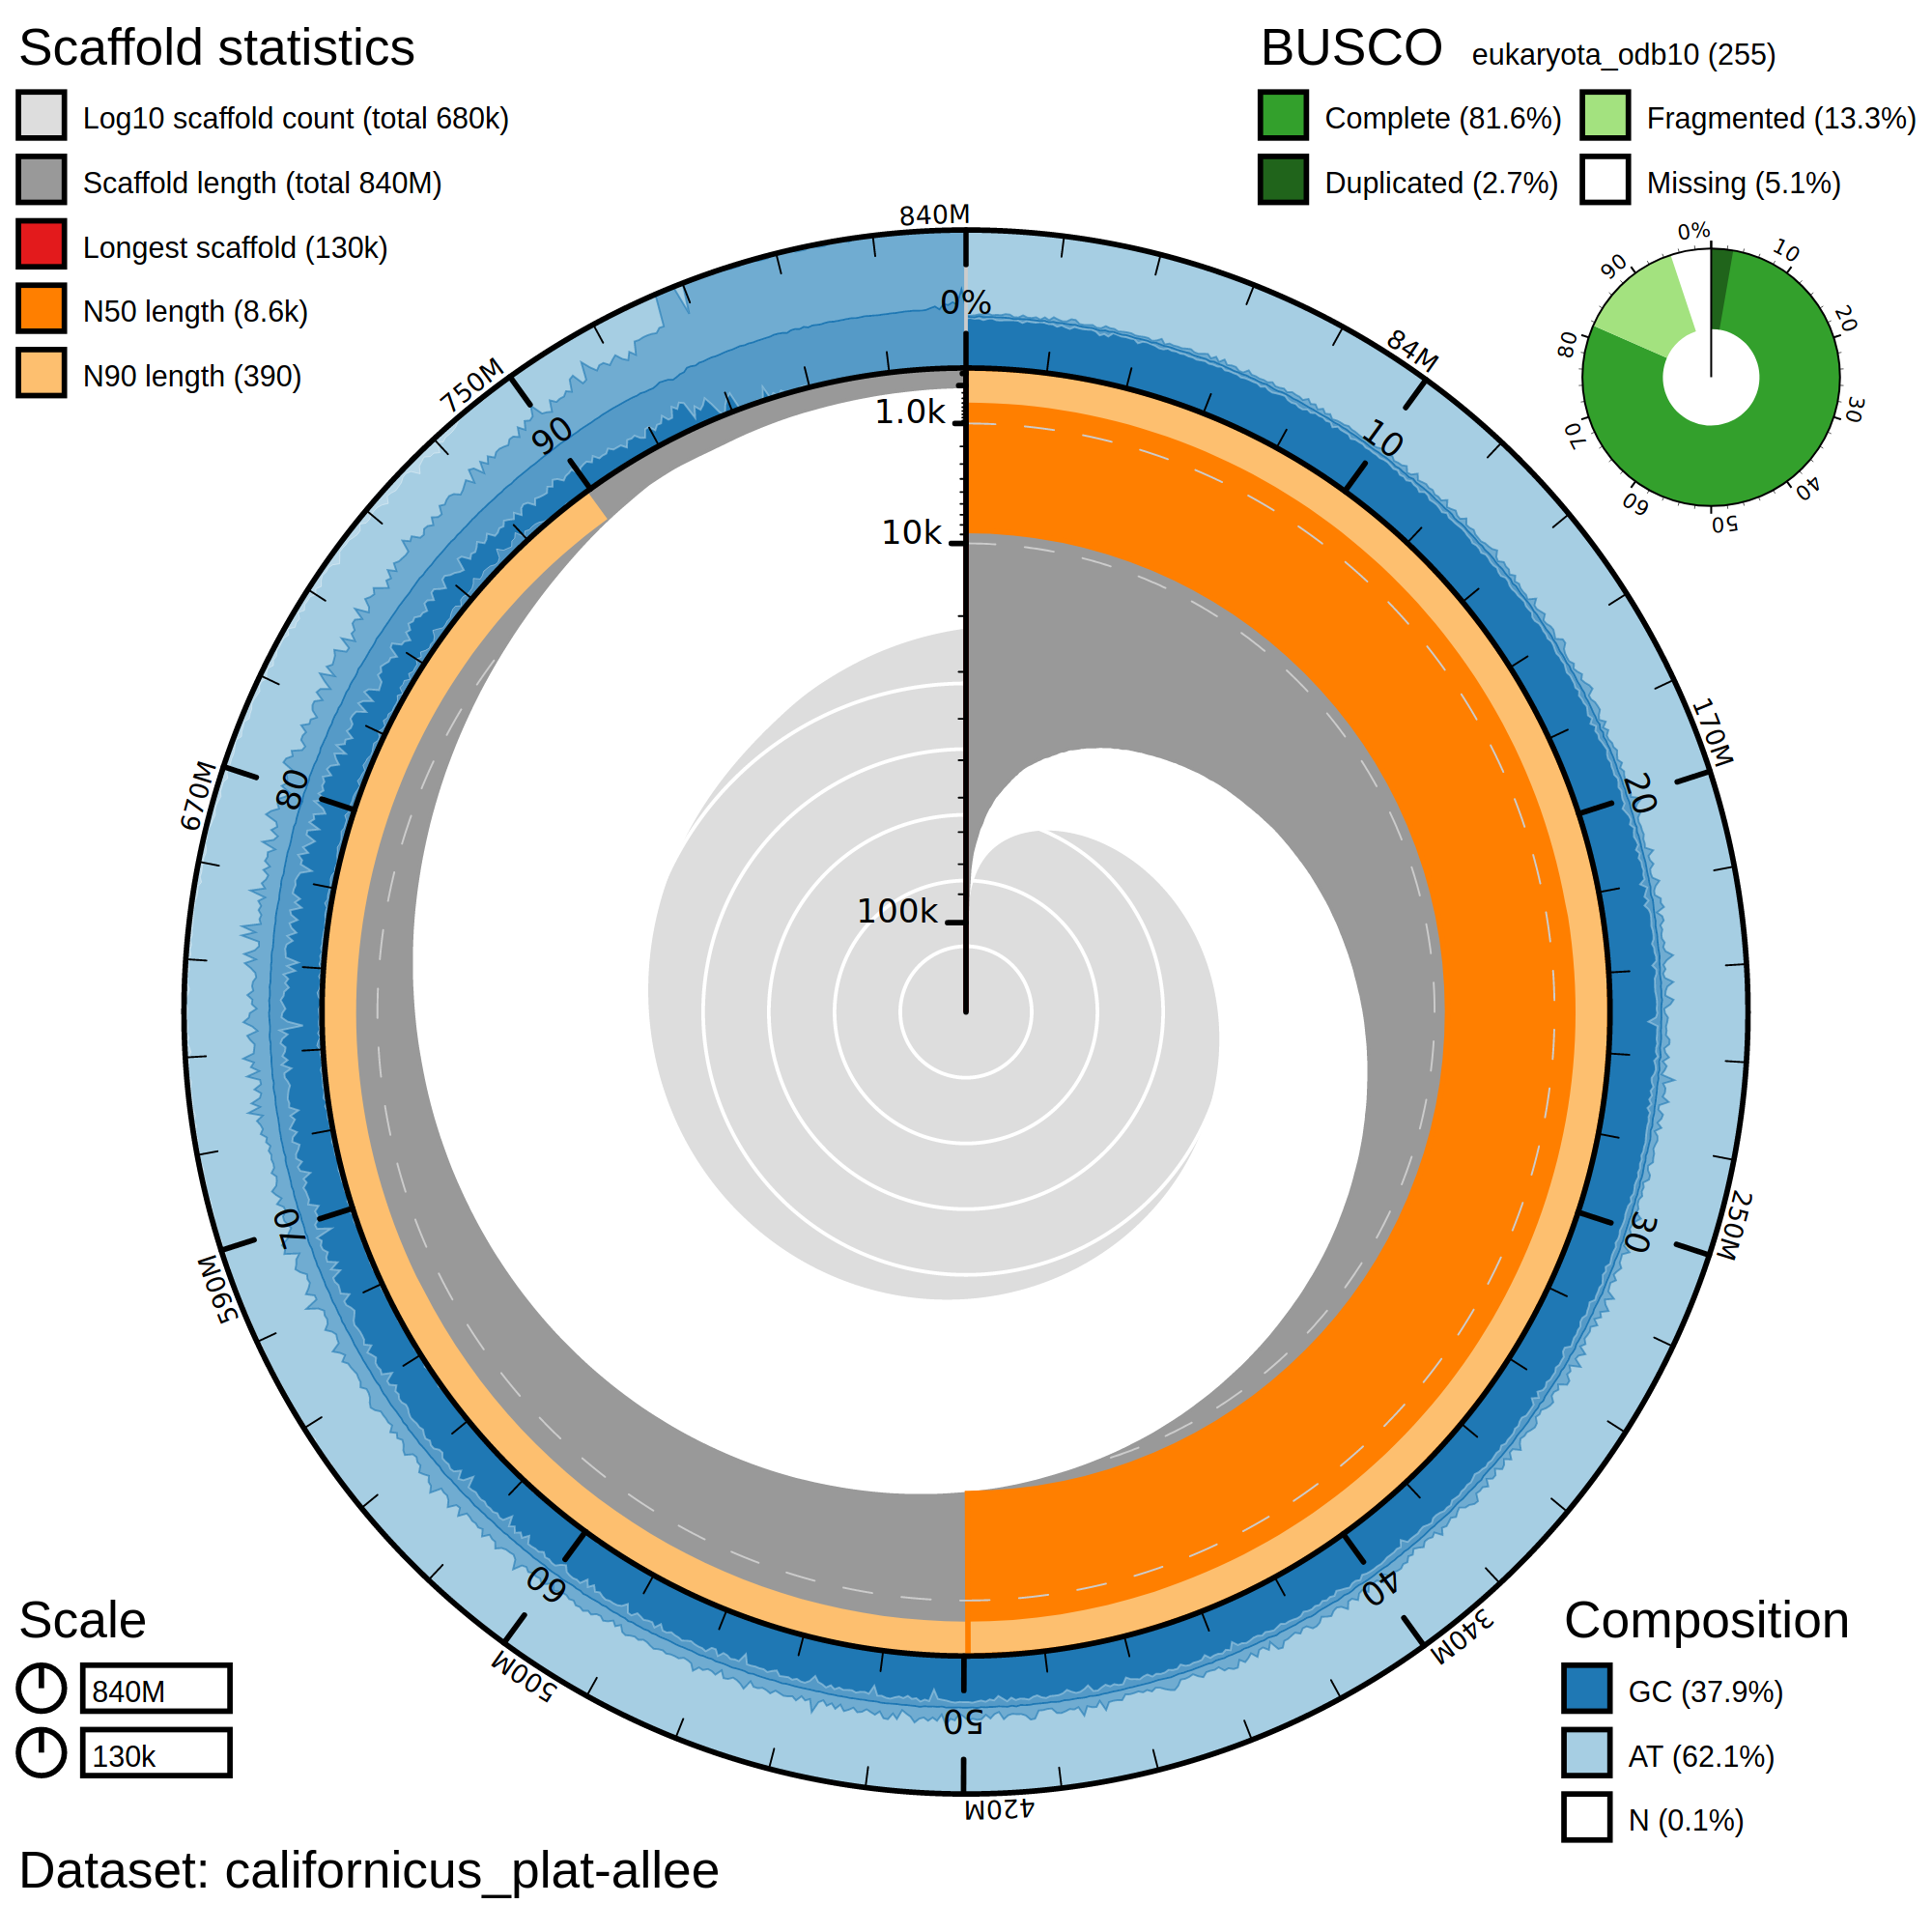 Scaffold statistics
Log10 scaffold count (total 680k)
Scaffold length (total 840M)
Longest scaffold (130k)
N50 length (8.6k)
N90 length (390)
BUSCO eukaryota_odb10 (255)
Complete (81.6%) Fragmented (13.3%)
Duplicated (2.7%) Missing (5.1%)
0%
10
20
30
40
50
60
70
80
90
840M
84M
170M
250M
340M
420M
500M
590M
670M
750M
0%
10
20
30
40
50
60
70
80
90
1.0k
10k
100k
Scale
840M
130k
Composition
GC (37.9%)
AT (62.1%)
N (0.1%)
Dataset: californicus_plat-allee